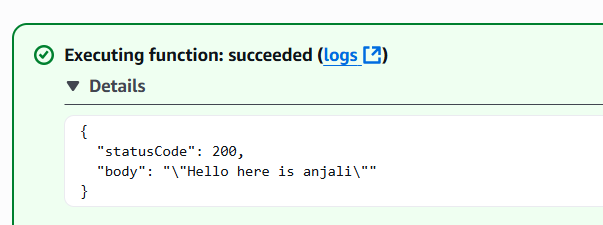 Executing function: succeeded (logs)
Details
{
  "statusCode": 200,
  "body": "\"Hello here is anjali\""
}